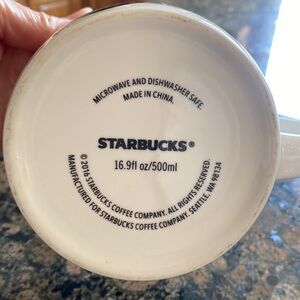 MICROWAVE AND DISHWASHER SAFE.
MADE IN CHINA.
STARBUCKS®
16.9fl oz/500ml
© 2016 STARBUCKS COFFEE COMPANY. ALL RIGHTS RESERVED.
MANUFACTURED FOR STARBUCKS COFFEE COMPANY. SEATTLE, WA 98134